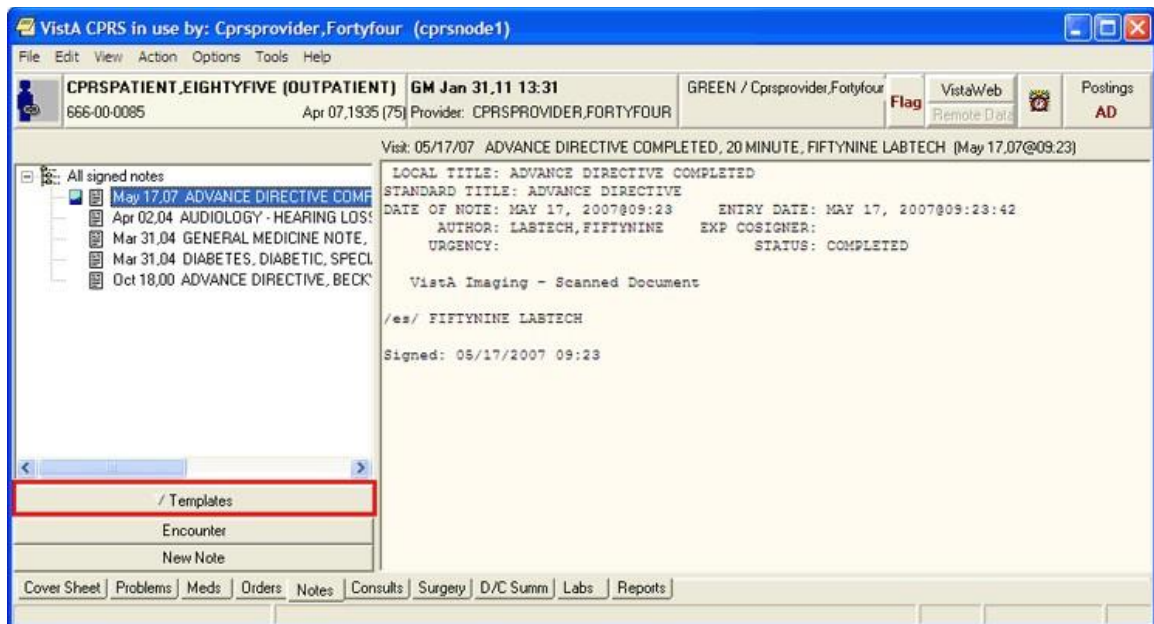 VistA CPRS in use by: Cprsprovider,Fortyfour (cprsnode1)
File Edit View Action Options Tools Help
CPRSPATIENT,EIGHTYFIVE (OUTPATIENT) GM Jan 31,11 13:31 GREEN / Cprsprovider,Fortyfour Flag VistaWeb Postings
666-00-0085 Apr 07,1935 (75) Provider: CPRSPROVIDER,FORTYFOUR Remote Data AD
Visit: 05/17/07 ADVANCE DIRECTIVE COMPLETED, 20 MINUTE, FIFTYNINE LABTECH (May 17,07@09:23)
All signed notes
May 17,07 ADVANCE DIRECTIVE COMP
Apr 02,04 AUDIOLOGY - HEARING LOSS
Mar 31,04 GENERAL MEDICINE NOTE,
Mar 31,04 DIABETES, DIABETIC, SPECI
Oct 18,00 ADVANCE DIRECTIVE, BECK
LOCAL TITLE: ADVANCE DIRECTIVE COMPLETED
STANDARD TITLE: ADVANCE DIRECTIVE
DATE OF NOTE: MAY 17, 2007@09:23 ENTRY DATE: MAY 17, 2007@09:23:42
AUTHOR: LABTECH,FIFTYNINE EXP COSIGNER:
URGENCY: STATUS: COMPLETED
VistA Imaging - Scanned Document
/es/ FIFTYNINE LABTECH
Signed: 05/17/2007 09:23
/ Templates
Encounter
New Note
Cover Sheet Problems Meds Orders Notes Consults Surgery D/C Summ Labs Reports